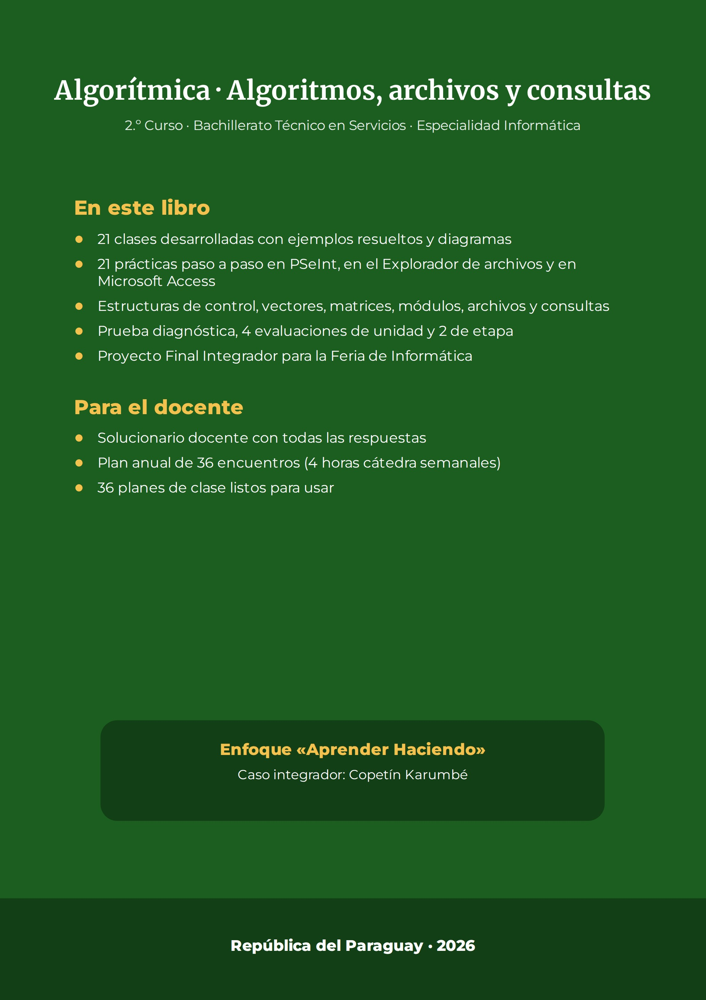 Algorítmica · Algoritmos, archivos y consultas
2.º Curso · Bachillerato Técnico en Servicios · Especialidad Informática
En este libro
● 21 clases desarrolladas con ejemplos resueltos y diagramas
● 21 prácticas paso a paso en PSeInt, en el Explorador de archivos y en
Microsoft Access
● Estructuras de control, vectores, matrices, módulos, archivos y consultas
● Prueba diagnóstica, 4 evaluaciones de unidad y 2 de etapa
● Proyecto Final Integrador para la Feria de Informática
Para el docente
● Solucionario docente con todas las respuestas
● Plan anual de 36 encuentros (4 horas cátedra semanales)
● 36 planes de clase listos para usar
Enfoque «Aprender Haciendo»
Caso integrador: Copetín Karumbé
República del Paraguay · 2026